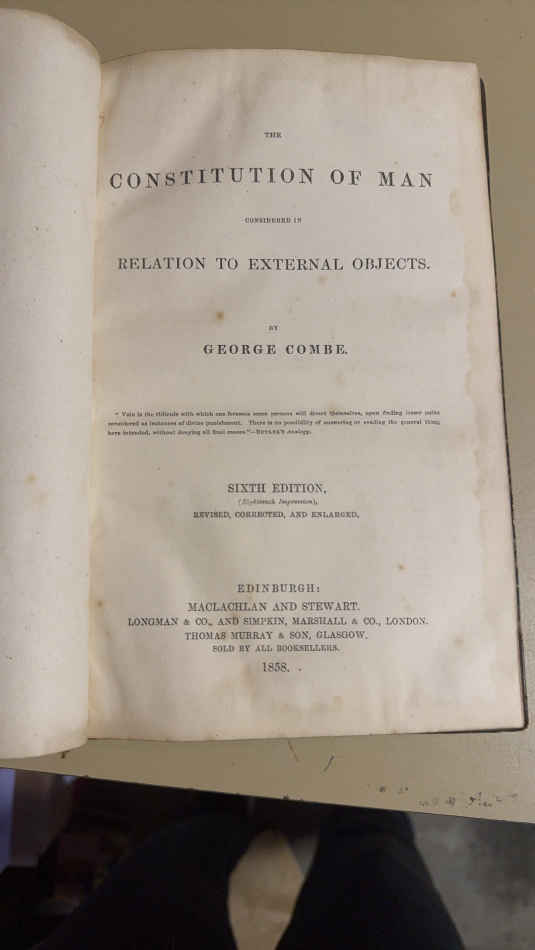 THE
CONSTITUTION OF MAN
CONSIDERED IN
RELATION TO EXTERNAL OBJECTS.
BY
GEORGE COMBE.
" Vain is the ridicule with which one foresees some persons will divert themselves, upon finding lesser pains
considered as instances of divine punishment. There is no possibility of answering or evading the general thing
here intended, without denying all final causes."—BUTLER'S Analogy.
SIXTH EDITION,
(Eighteenth Impression),
REVISED, CORRECTED, AND ENLARGED.
EDINBURGH:
MACLACHLAN AND STEWART.
LONGMAN & CO., AND SIMPKIN, MARSHALL & CO., LONDON.
THOMAS MURRAY & SON, GLASGOW.
SOLD BY ALL BOOKSELLERS.
1858.